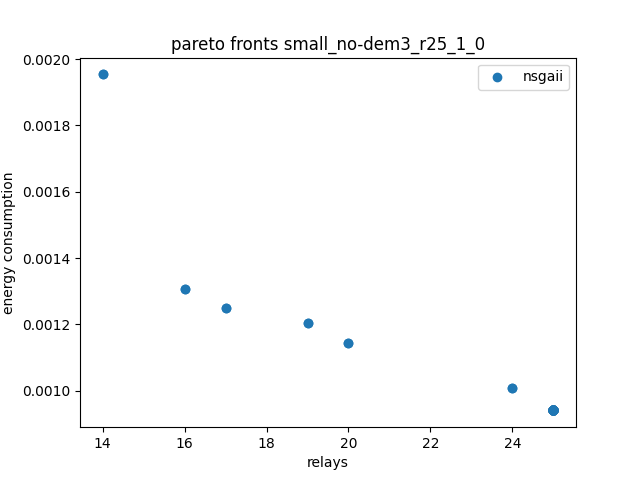 pareto fronts small_no-dem3_r25_1_0
nsgaii
energy consumption
0.0020
0.0018
0.0016
0.0014
0.0012
0.0010
14 16 18 20 22 24
relays